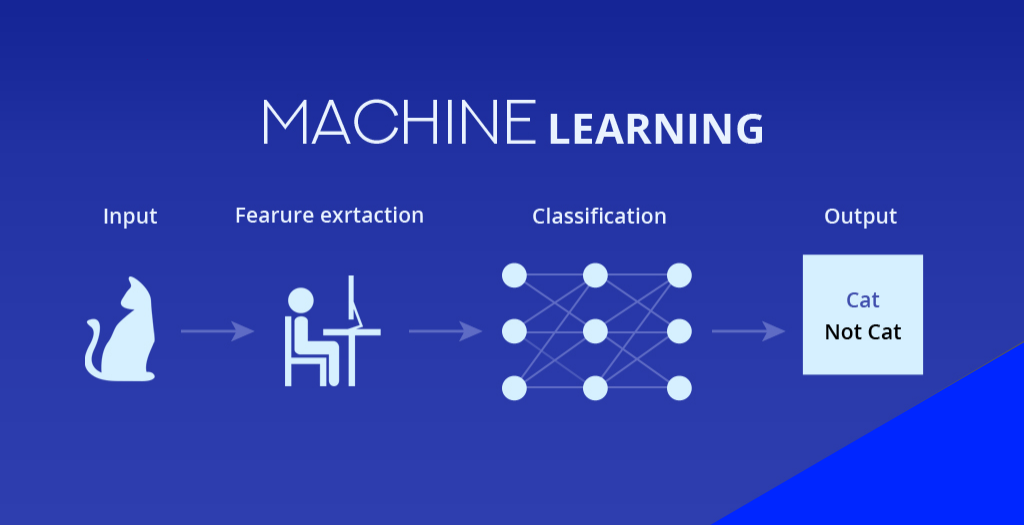 MACHINE LEARNING
Input
Fearure exrtaction
Classification
Output
Cat
Not Cat